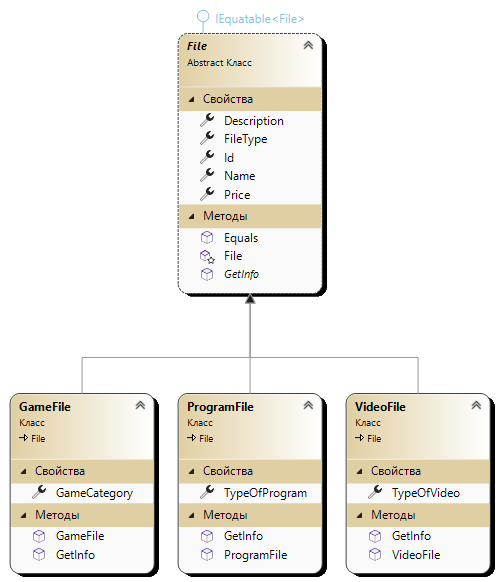 IEquatable<File>
File
Abstract Класс
Свойства
Description
FileType
Id
Name
Price
Методы
Equals
File
GetInfo
GameFile
Класс
File
Свойства
GameCategory
Методы
GameFile
GetInfo
ProgramFile
Класс
File
Свойства
TypeOfProgram
Методы
GetInfo
ProgramFile
VideoFile
Класс
File
Свойства
TypeOfVideo
Методы
GetInfo
VideoFile